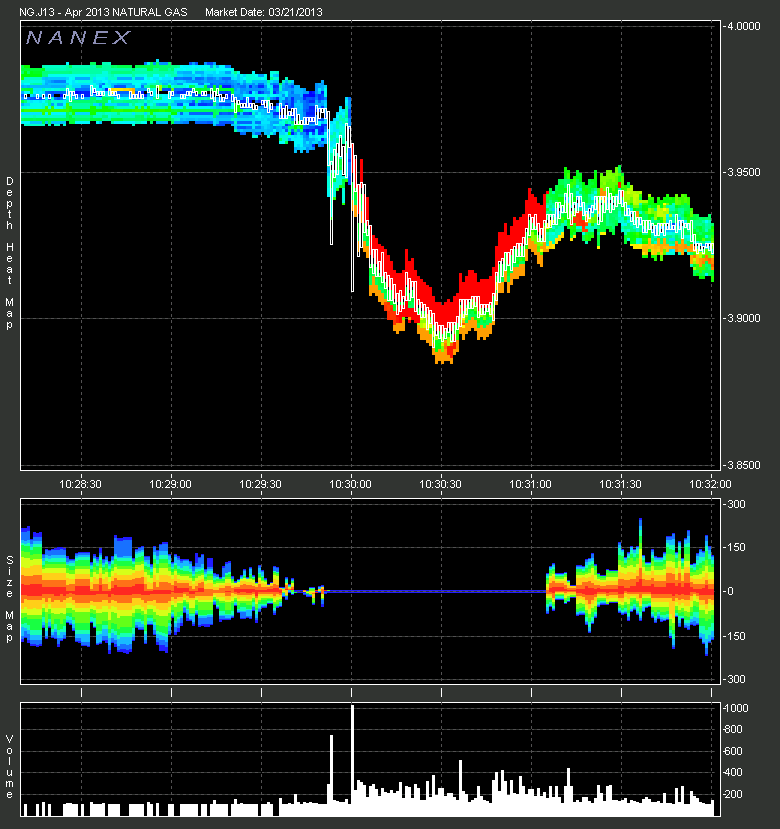 NG.J13 - Apr 2013 NATURAL GAS Market Date: 03/21/2013
NANEX
4.0000
3.9500
3.9000
3.8500
Depth Heat Map
10:28:30 10:29:00 10:29:30 10:30:00 10:30:30 10:31:00 10:31:30 10:32:00
300
150
0
-150
-300
Size Map
1000
800
600
400
200
Volume